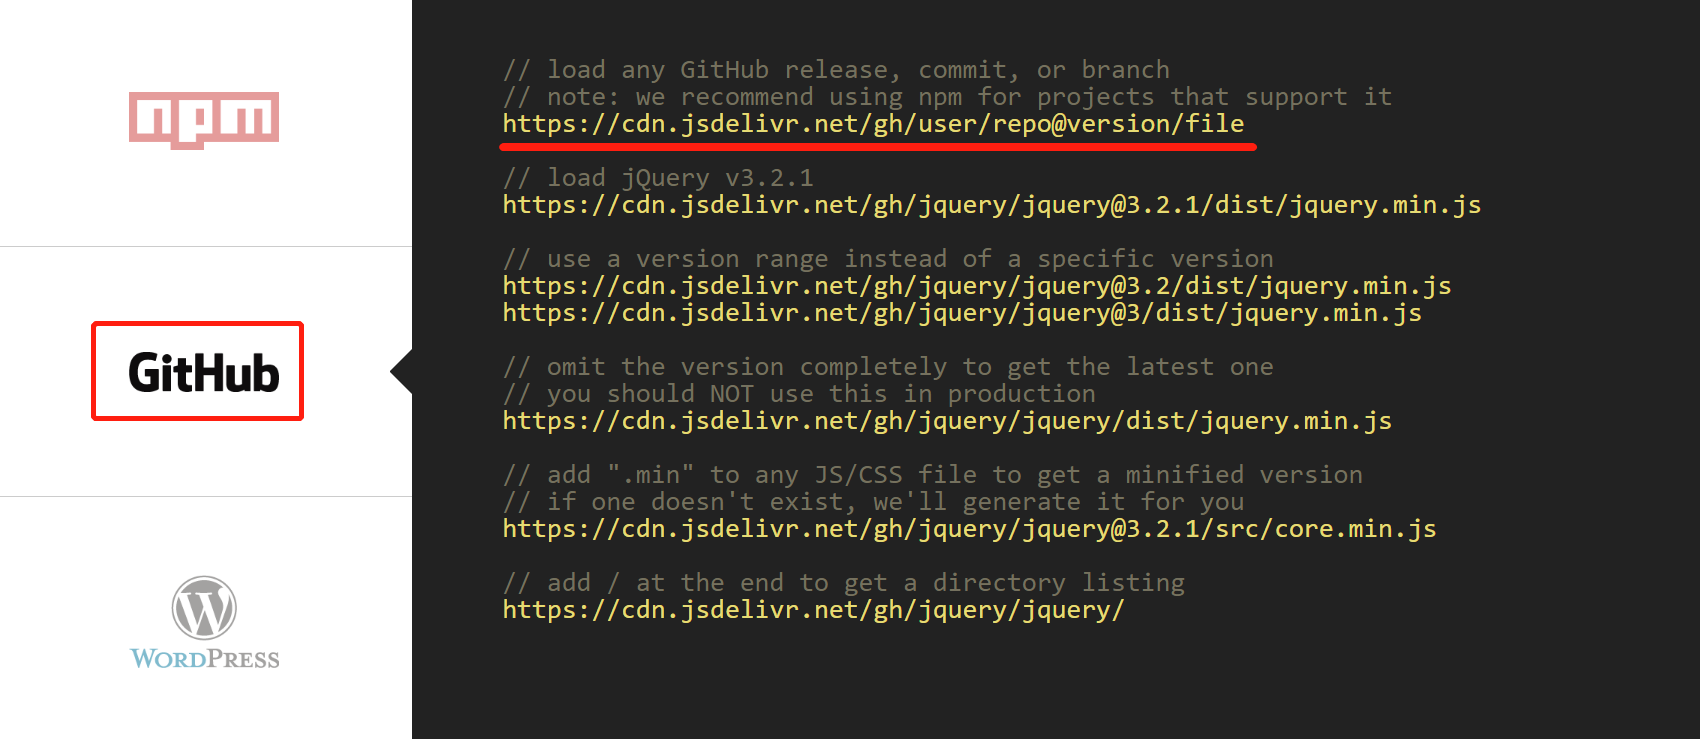 npm
GitHub
WORDPRESS
// load any GitHub release, commit, or branch
// note: we recommend using npm for projects that support it
https://cdn.jsdelivr.net/gh/user/repo@version/file
// load jQuery v3.2.1
https://cdn.jsdelivr.net/gh/jquery/jquery@3.2.1/dist/jquery.min.js
// use a version range instead of a specific version
https://cdn.jsdelivr.net/gh/jquery/jquery@3.2/dist/jquery.min.js
https://cdn.jsdelivr.net/gh/jquery/jquery@3/dist/jquery.min.js
// omit the version completely to get the latest one
// you should NOT use this in production
https://cdn.jsdelivr.net/gh/jquery/jquery/dist/jquery.min.js
// add ".min" to any JS/CSS file to get a minified version
// if one doesn't exist, we'll generate it for you
https://cdn.jsdelivr.net/gh/jquery/jquery@3.2.1/src/core.min.js
// add / at the end to get a directory listing
https://cdn.jsdelivr.net/gh/jquery/jquery/